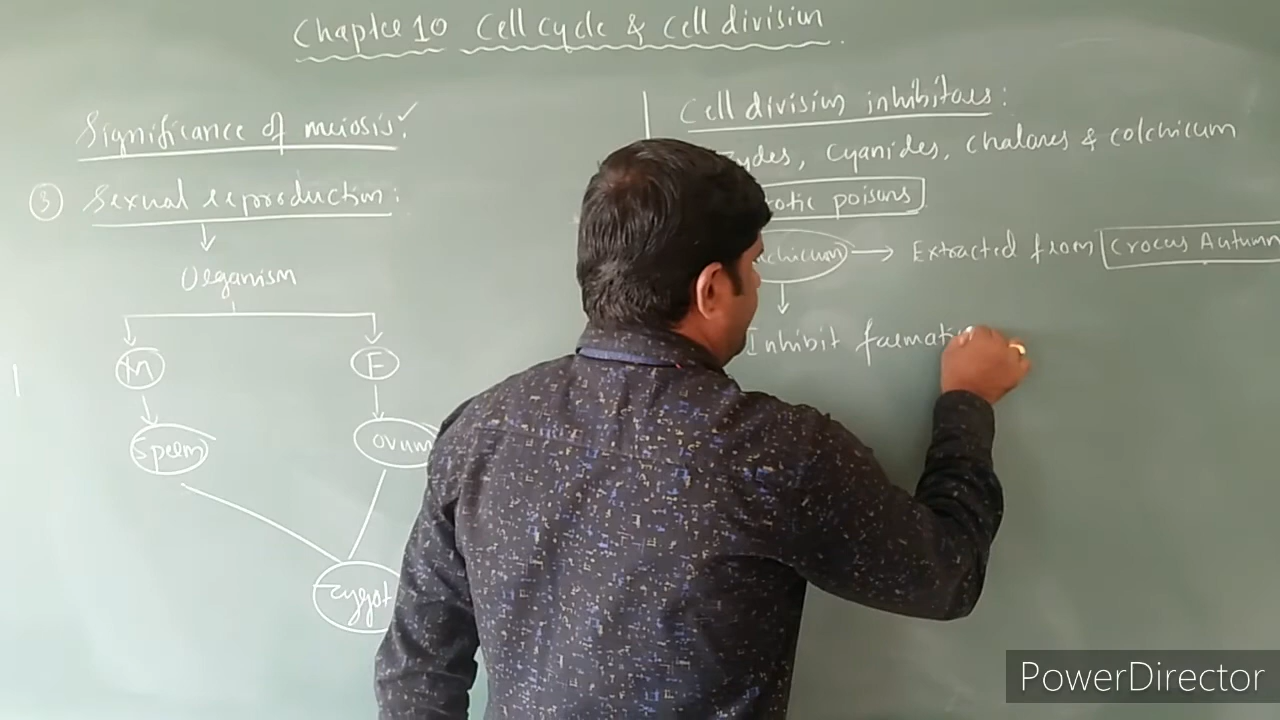 Chapter 10 Cell cycle & cell division
Significance of meiosis:
③ Sexual reproduction:
Organism
M
F
Sperm
ovum
zygot
Cell division inhibitors:
Cyanides, Chalones & colchicum
poisons
Extracted from Crocus Autumn
Inhibit
PowerDirector